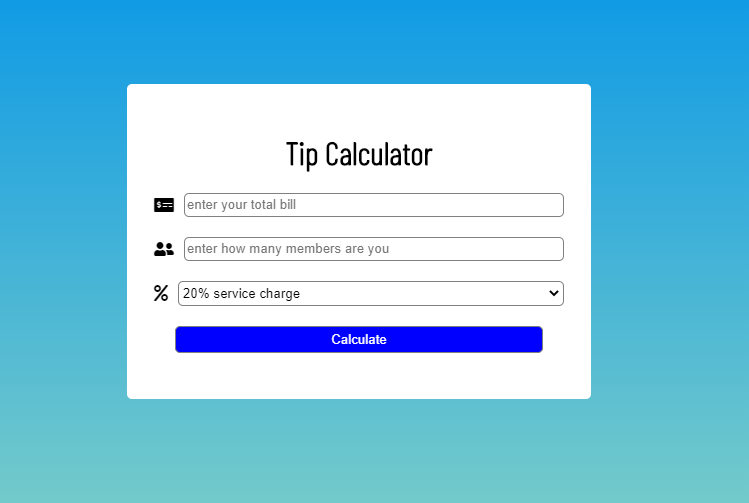 Tip Calculator
enter your total bill
enter how many members are you
% 20% service charge
Calculate